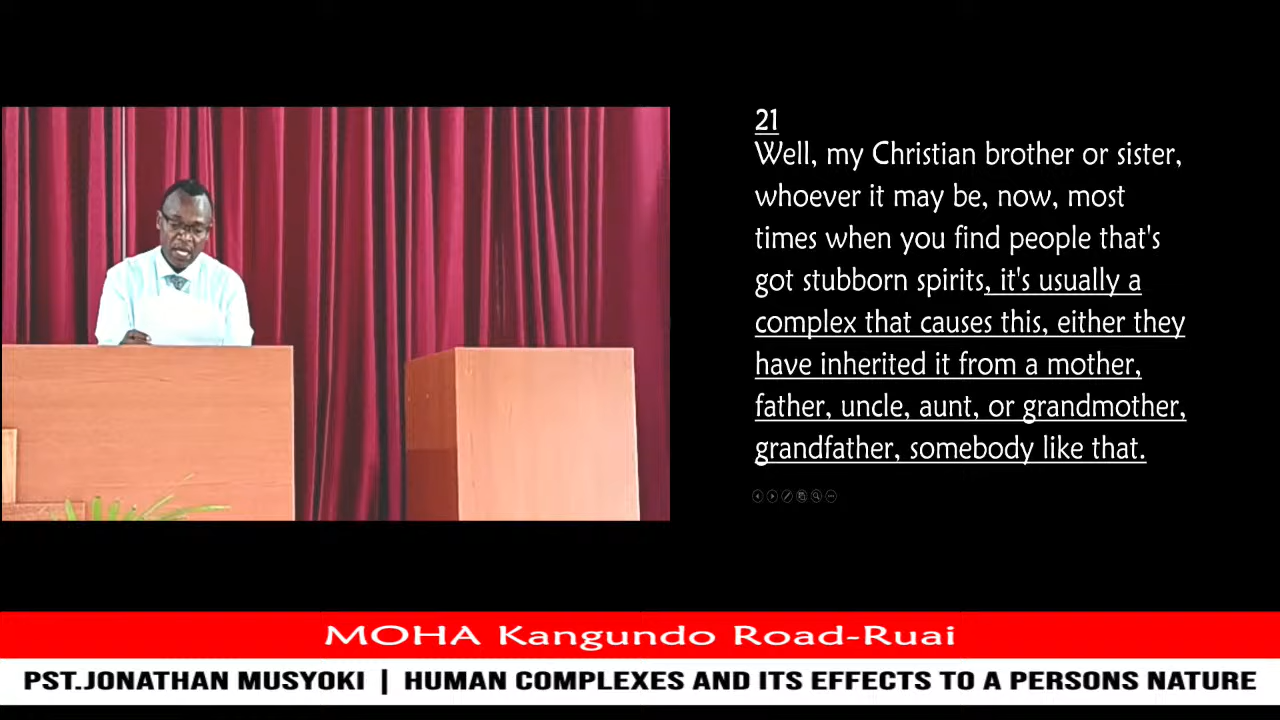 21
Well, my Christian brother or sister,
whoever it may be, now, most
times when you find people that's
got stubborn spirits, it's usually a
complex that causes this, either they
have inherited it from a mother,
father, uncle, aunt, or grandmother,
grandfather, somebody like that.
MOHA Kangundo Road-Ruai
PST.JONATHAN MUSYOKI | HUMAN COMPLEXES AND ITS EFFECTS TO A PERSONS NATURE